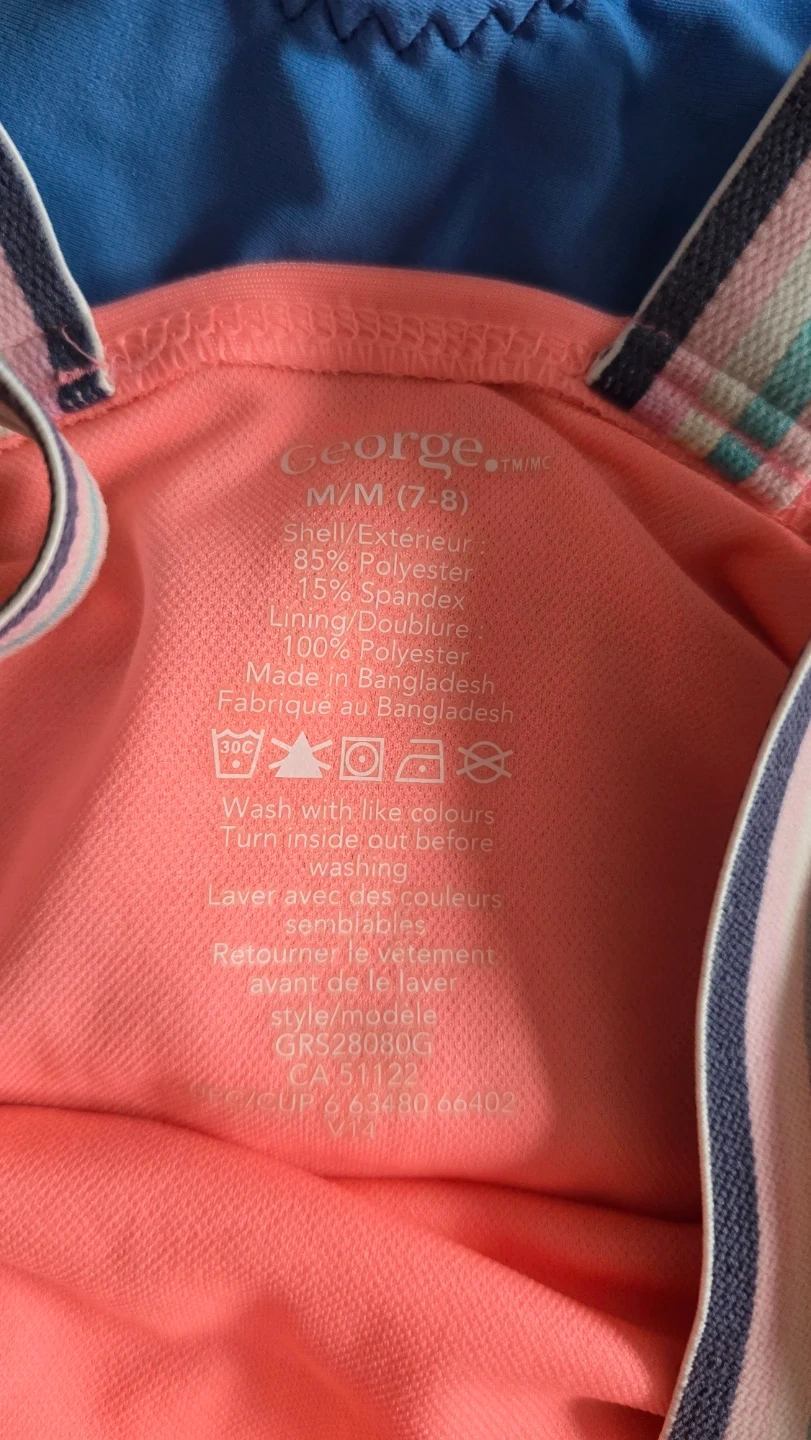 George.TM/MC
M/M (7-8)
Shell/Extérieur :
85% Polyester
15% Spandex
Lining/Doublure :
100% Polyester
Made in Bangladesh
Fabriqué au Bangladesh
30C
Wash with like colours
Turn inside out before
washing
Laver avec des couleurs
semblables
Retourner le vêtement
avant de le laver
style/modèle
GRS28080G
CA 51122
UPC/CUP 6 63480 66402
V14